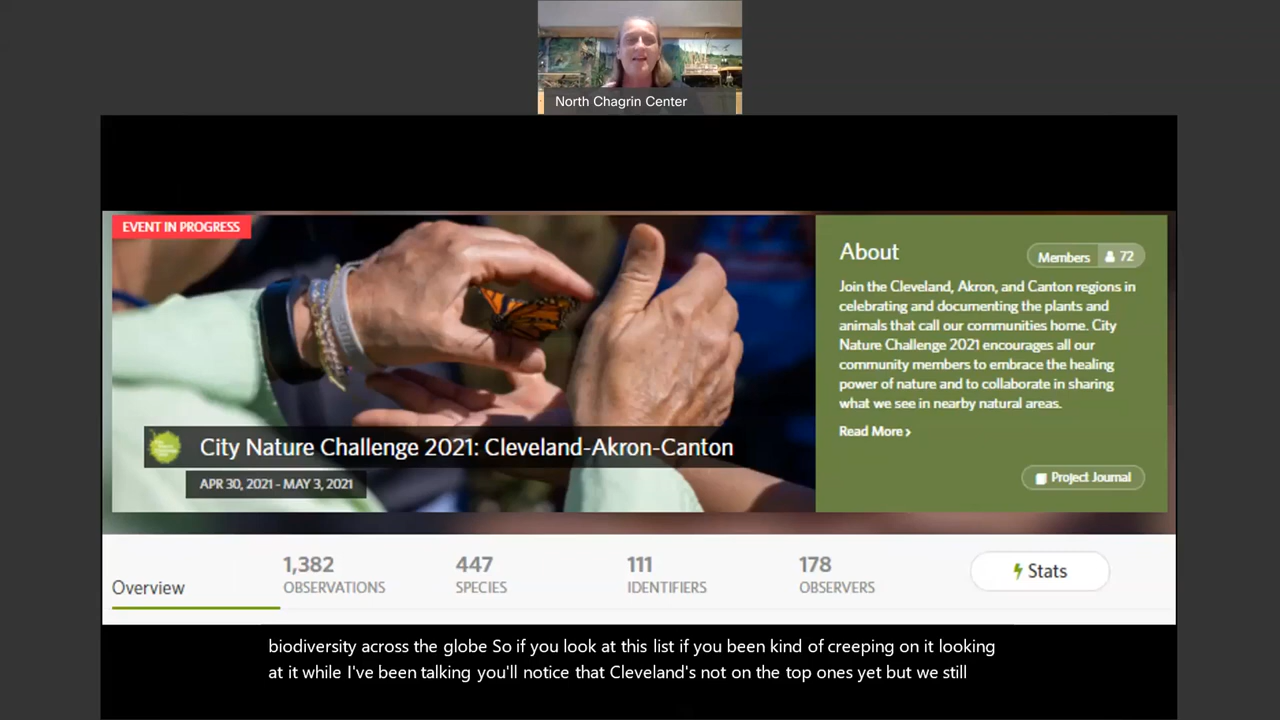 North Chagrin Center
EVENT IN PROGRESS
About
Members 72
Join the Cleveland, Akron, and Canton regions in
celebrating and documenting the plants and
animals that call our communities home. City
Nature Challenge 2021 encourages all our
community members to embrace the healing
power of nature and to collaborate in sharing
what we see in nearby natural areas.
Read More ›
Project Journal
City Nature Challenge 2021: Cleveland-Akron-Canton
APR 30, 2021 - MAY 3, 2021
Overview
1,382
OBSERVATIONS
447
SPECIES
111
IDENTIFIERS
178
OBSERVERS
Stats
biodiversity across the globe So if you look at this list if you been kind of creeping on it looking
at it while I've been talking you'll notice that Cleveland's not on the top ones yet but we still